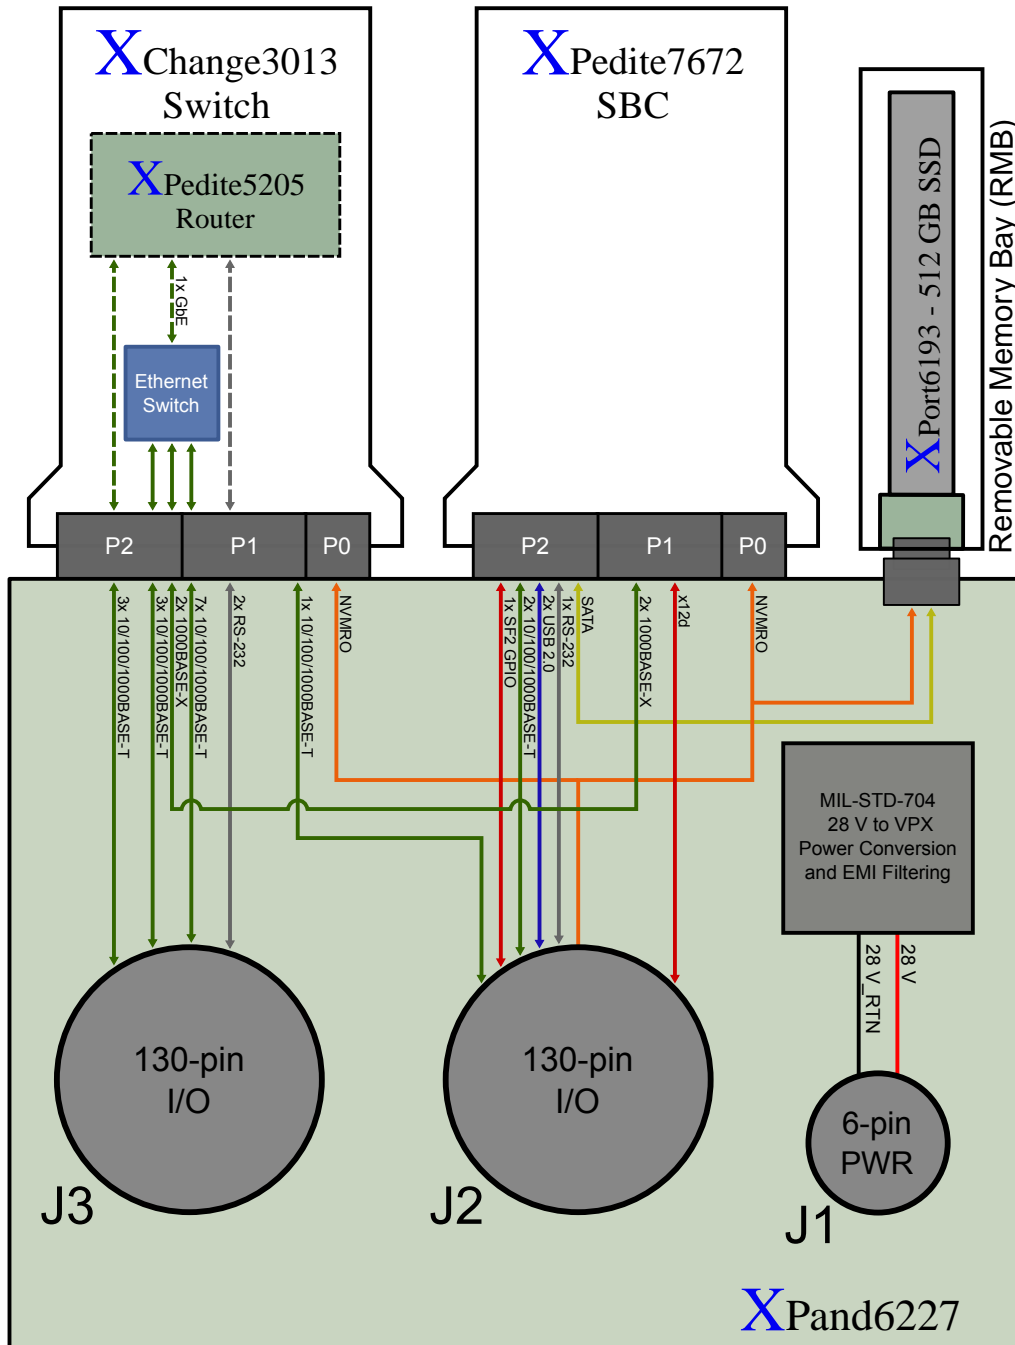 XChange3013
Switch
XPedite5205
Router
1x GbE
Ethernet
Switch
P2
P1
P0
XPedite7672
SBC
P2
P1
P0
XPort6193 - 512 GB SSD
Removable Memory Bay (RMB)
3x 10/100/1000BASE-T
3x 10/100/1000BASE-T
2x 1000BASE-X
7x 10/100/1000BASE-T
2x RS-232
1x 10/100/1000BASE-T
NVMRO
1x SF2 GPIO
2x 10/100/1000BASE-T
2x USB 2.0
1x RS-232
SATA
2x 1000BASE-X
x12d
NVMRO
MIL-STD-704
28 V to VPX
Power Conversion
and EMI Filtering
28 V_RTN
28 V
130-pin
I/O
J3
130-pin
I/O
J2
6-pin
PWR
J1
XPand6227